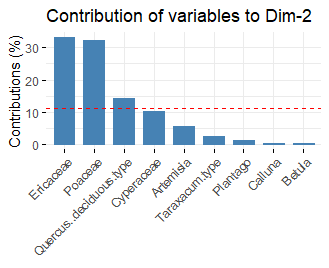 Contribution of variables to Dim-2
Contributions (%)
30
20
10
0
Ericaceae
Poaceae
Quercus..deciduous.type
Cyperaceae
Artemisia
Taraxacum.type
Plantago
Calluna
Betula